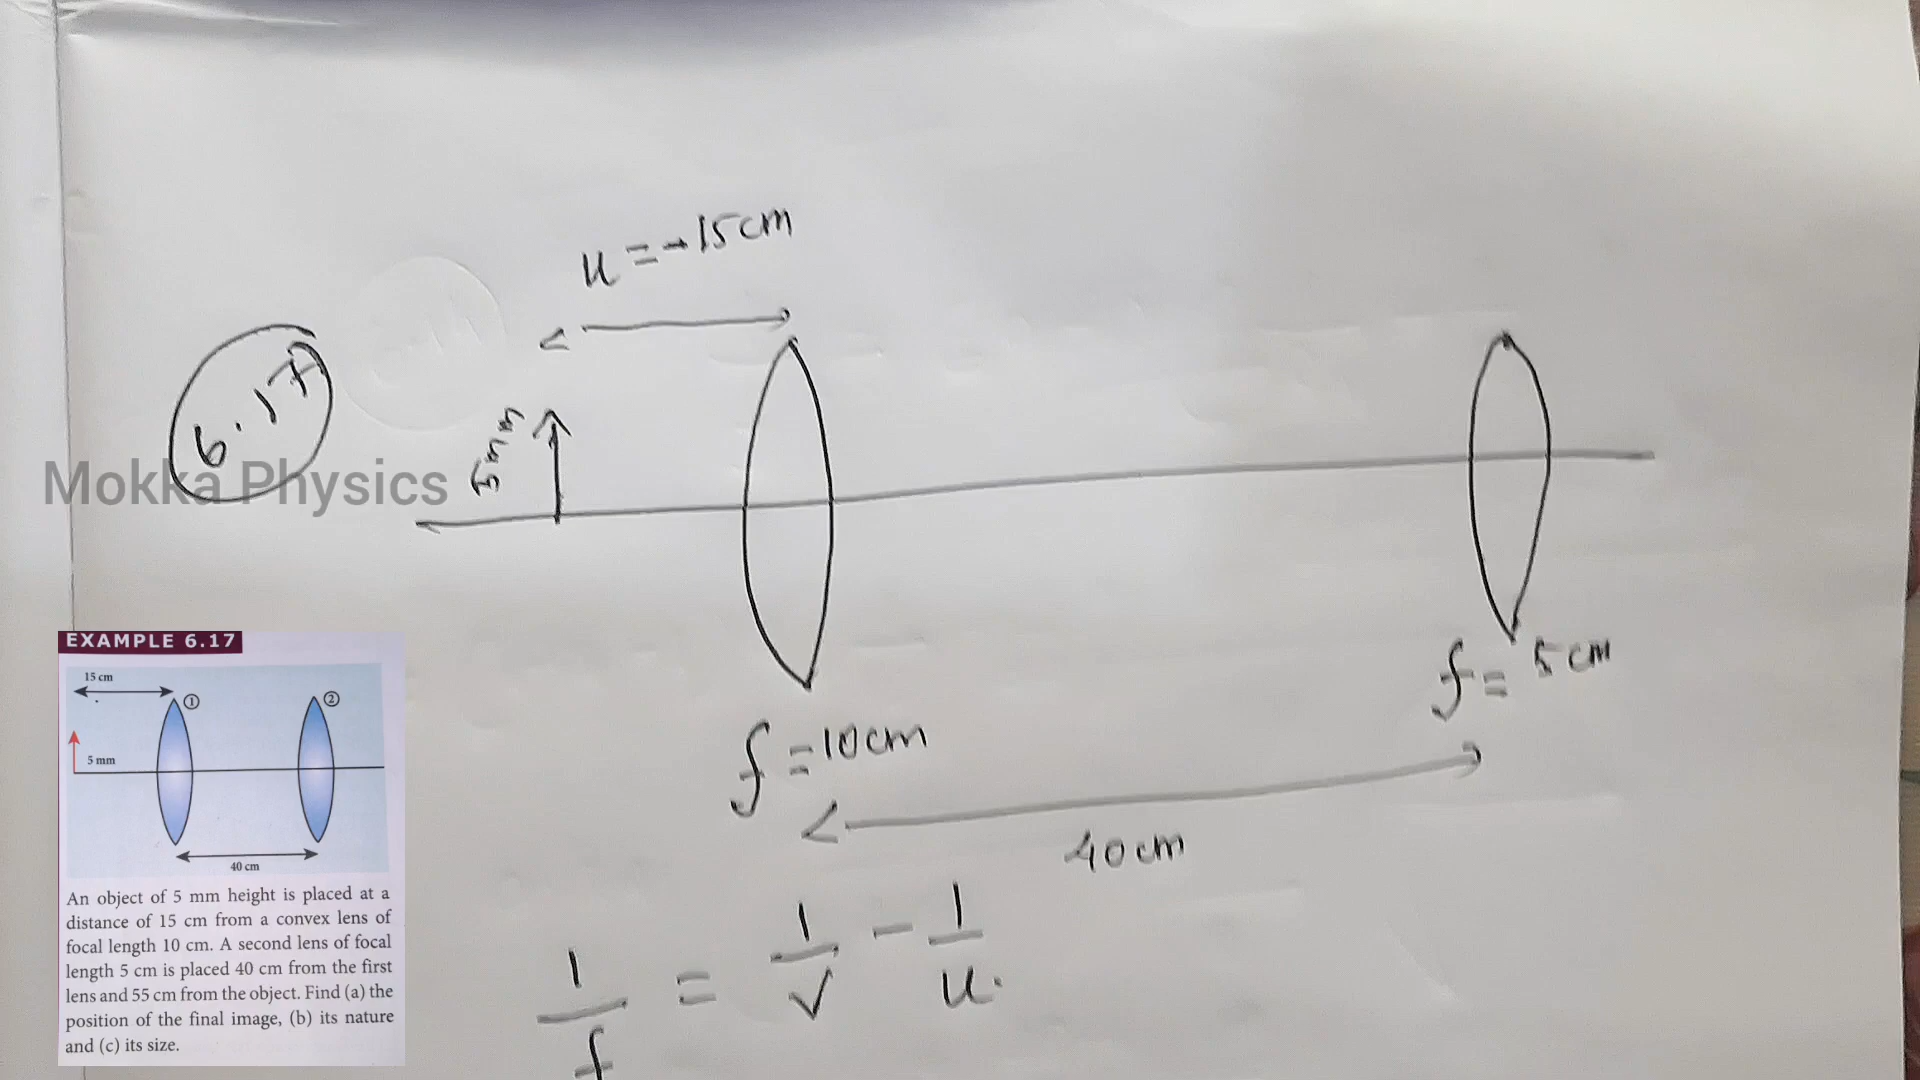 u = -15cm
6.17
5mm
Mokka Physics
f = 5 cm
f = 10cm
40cm
1/f = 1/v - 1/u.
EXAMPLE 6.17
15 cm
① ②
5 mm
40 cm
An object of 5 mm height is placed at a
distance of 15 cm from a convex lens of
focal length 10 cm. A second lens of focal
length 5 cm is placed 40 cm from the first
lens and 55 cm from the object. Find (a) the
position of the final image, (b) its nature
and (c) its size.